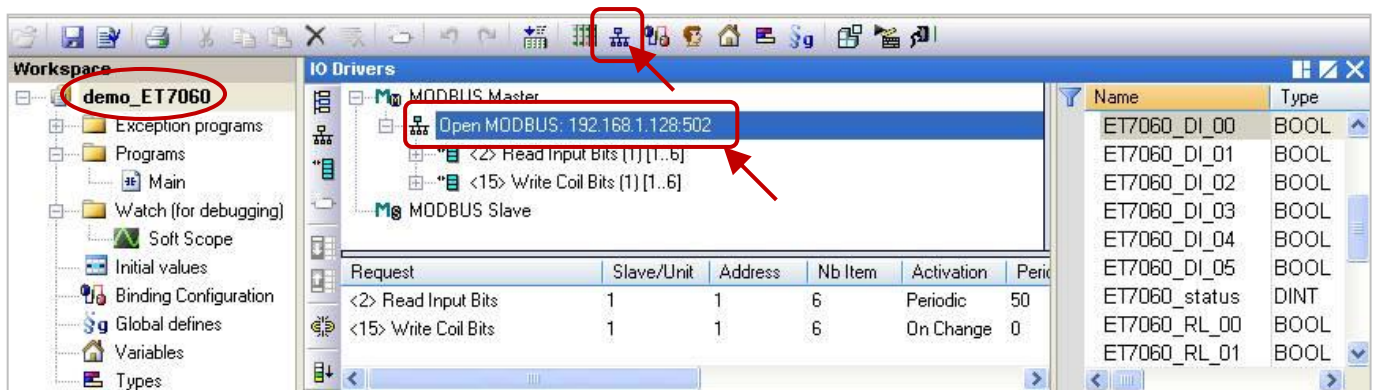 Workspace
demo_ET7060
Exception programs
Programs
Main
Watch (for debugging)
Soft Scope
Initial values
Binding Configuration
Global defines
Variables
Types
IO Drivers
MODBUS Master
Open MODBUS: 192.168.1.128:502
<2> Read Input Bits (1) [1..6]
<15> Write Coil Bits (1) [1..6]
MODBUS Slave
Request Slave/Unit Address Nb Item Activation Perio
<2> Read Input Bits 1 1 6 Periodic 50
<15> Write Coil Bits 1 1 6 On Change 0
Name Type
ET7060_DI_00 BOOL
ET7060_DI_01 BOOL
ET7060_DI_02 BOOL
ET7060_DI_03 BOOL
ET7060_DI_04 BOOL
ET7060_DI_05 BOOL
ET7060_status DINT
ET7060_RL_00 BOOL
ET7060_RL_01 BOOL